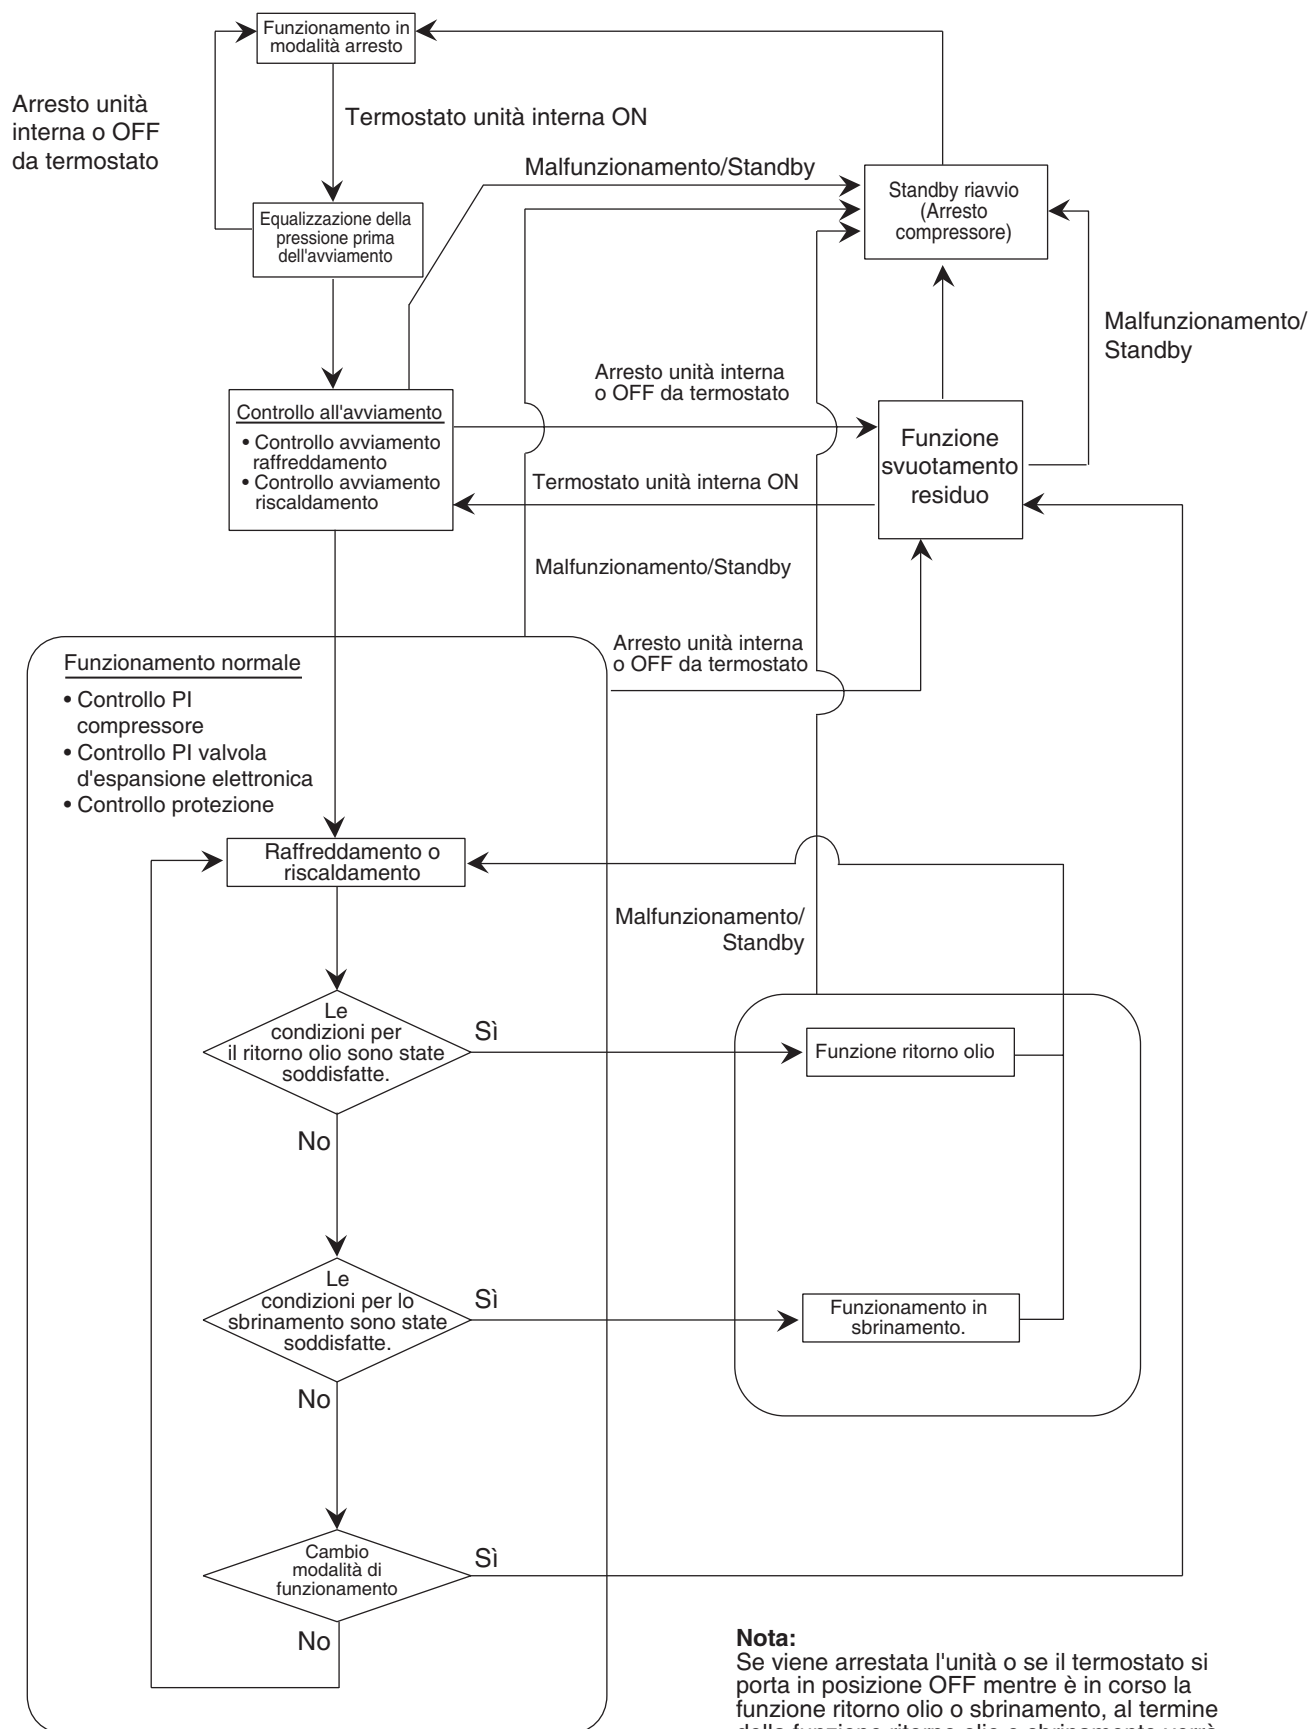 Funzionamento in
modalità arresto
Arresto unità
interna o OFF
da termostato
Termostato unità interna ON
Malfunzionamento/Standby
Standby riavvio
(Arresto
compressore)
Equalizzazione della
pressione prima
dell'avviamento
Malfunzionamento/
Standby
Arresto unità interna
o OFF da termostato
Controllo all'avviamento
• Controllo avviamento
raffreddamento
• Controllo avviamento
riscaldamento
Funzione
svuotamento
residuo
Termostato unità interna ON
Malfunzionamento/Standby
Arresto unità interna
o OFF da termostato
Funzionamento normale
• Controllo PI
compressore
• Controllo PI valvola
d'espansione elettronica
• Controllo protezione
Raffreddamento o
riscaldamento
Malfunzionamento/
Standby
Le
condizioni per
il ritorno olio sono state
soddisfatte.
Sì
Funzione ritorno olio
No
Le
condizioni per lo
sbrinamento sono state
soddisfatte.
Sì
Funzionamento in
sbrinamento.
No
Cambio
modalità di
funzionamento
Sì
No
Nota:
Se viene arrestata l'unità o se il termostato si
porta in posizione OFF mentre è in corso la
funzione ritorno olio o sbrinamento, al termine
della funzione ritorno olio o sbrinamento verrà